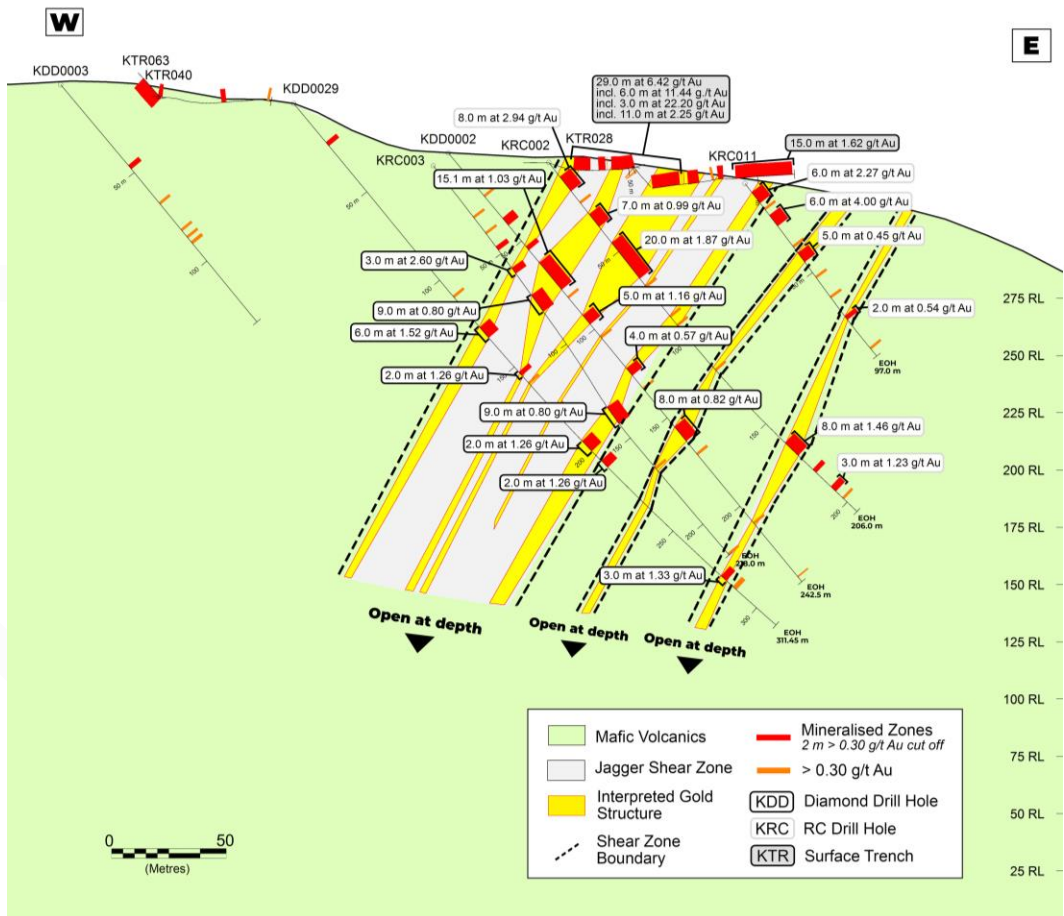 W
E
KTR063
KTR040
KDD0003
KDD0029
KDD0002
KRC003
KRC002
KTR028
KRC011
29.0 m at 6.42 g/t Au
incl. 6.0 m at 11.44 g./t Au
incl. 3.0 m at 22.20 g/t Au
incl. 11.0 m at 2.25 g/t Au
8.0 m at 2.94 g/t Au
15.0 m at 1.62 g/t Au
15.1 m at 1.03 g/t Au
6.0 m at 2.27 g/t Au
7.0 m at 0.99 g/t Au
6.0 m at 4.00 g/t Au
20.0 m at 1.87 g/t Au
5.0 m at 0.45 g/t Au
3.0 m at 2.60 g/t Au
9.0 m at 0.80 g/t Au
5.0 m at 1.16 g/t Au
2.0 m at 0.54 g/t Au
6.0 m at 1.52 g/t Au
4.0 m at 0.57 g/t Au
2.0 m at 1.26 g/t Au
8.0 m at 0.82 g/t Au
9.0 m at 0.80 g/t Au
8.0 m at 1.46 g/t Au
2.0 m at 1.26 g/t Au
3.0 m at 1.23 g/t Au
2.0 m at 1.26 g/t Au
3.0 m at 1.33 g/t Au
50 m
100
50 m
100
50 m
100
150
200
250
300
EOH
97.0 m
EOH
206.0 m
EOH
218.0 m
EOH
242.5 m
EOH
311.45 m
275 RL
250 RL
225 RL
200 RL
175 RL
150 RL
125 RL
100 RL
75 RL
50 RL
25 RL
Open at depth
Open at depth
Open at depth
0 50
(Metres)
Mafic Volcanics
Jagger Shear Zone
Interpreted Gold
Structure
Shear Zone
Boundary
Mineralised Zones
2 m > 0.30 g/t Au cut off
> 0.30 g/t Au
KDD Diamond Drill Hole
KRC RC Drill Hole
KTR Surface Trench